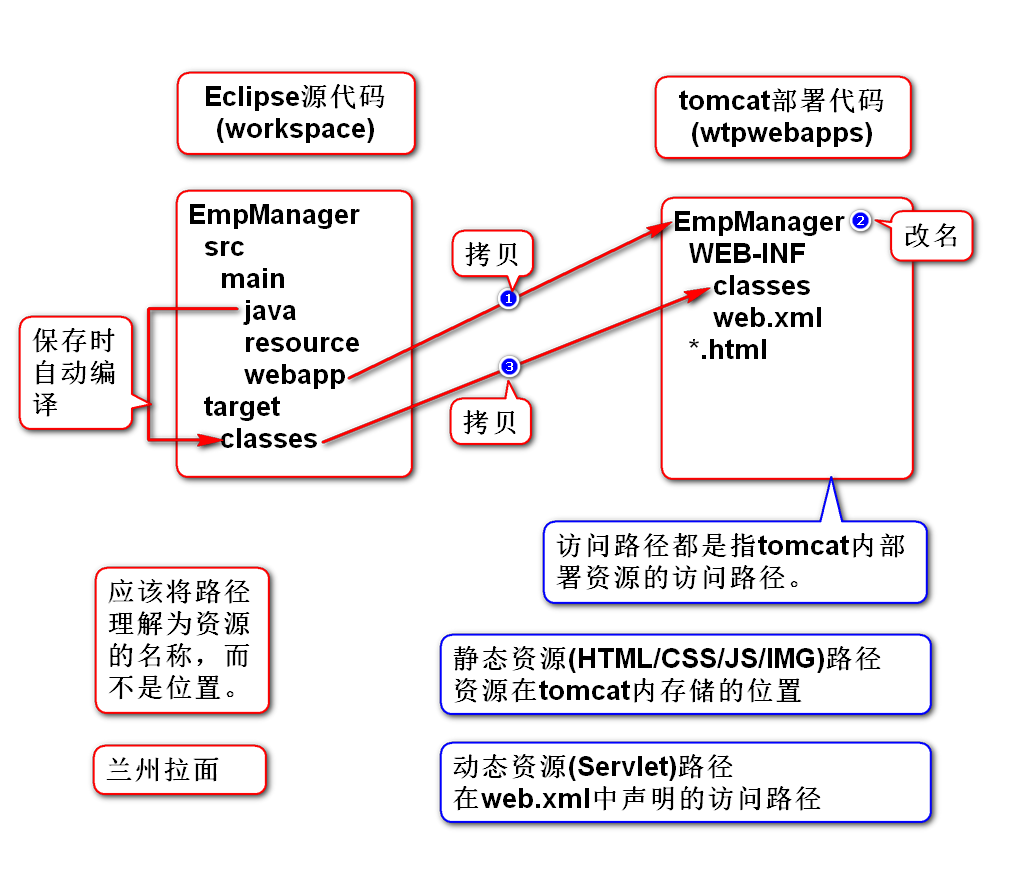 Eclipse源代码
(workspace)
tomcat部署代码
(wtpwebapps)
EmpManager
src
main
java
resource
webapp
target
classes
保存时
自动编
译
拷贝
1
3
拷贝
EmpManager
2
改名
WEB-INF
classes
web.xml
*.html
访问路径都是指tomcat内部
署资源的访问路径。
应该将路径
理解为资源
的名称，而
不是位置。
静态资源(HTML/CSS/JS/IMG)路径
资源在tomcat内存储的位置
兰州拉面
动态资源(Servlet)路径
在web.xml中声明的访问路径